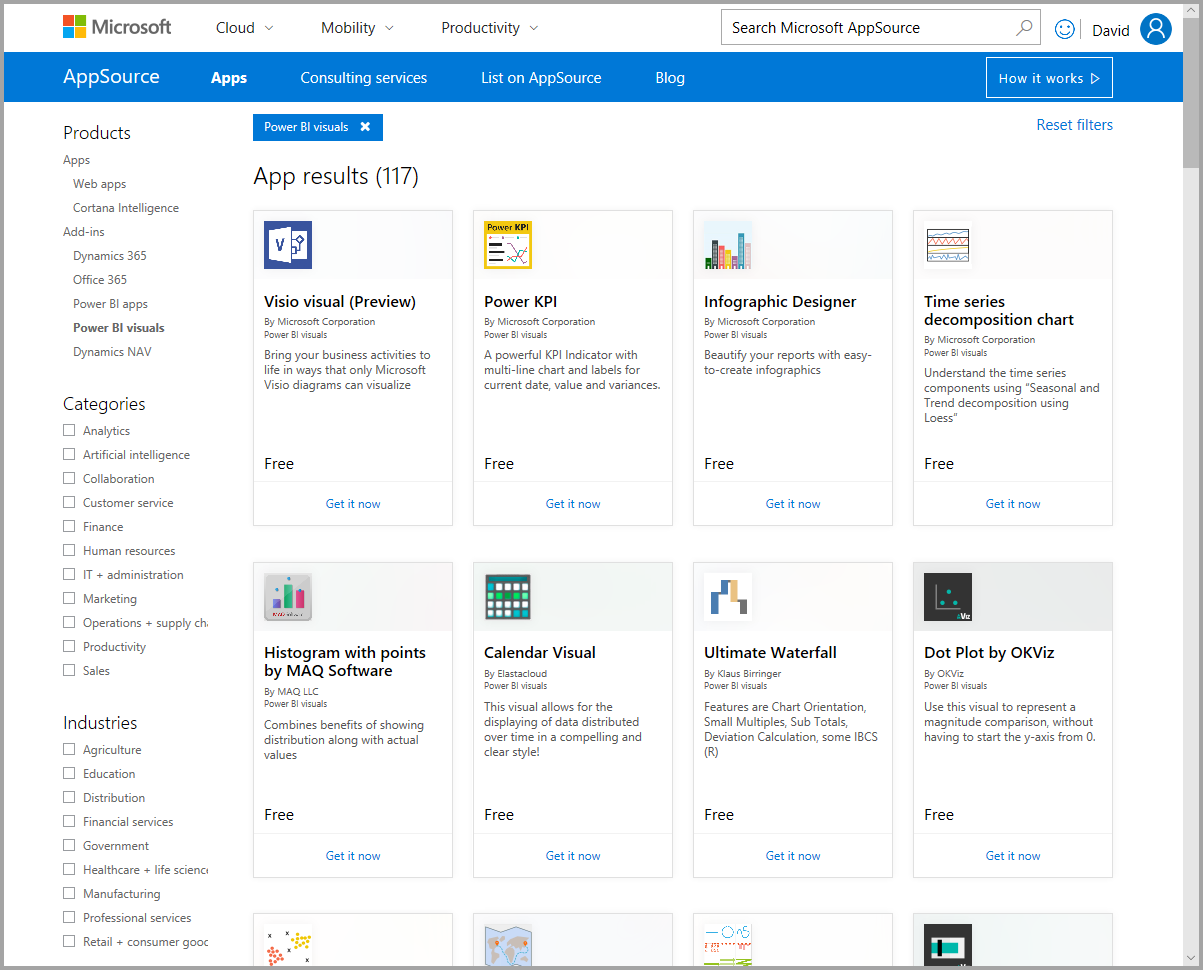 Microsoft
Cloud
Mobility
Productivity
Search Microsoft AppSource
David
AppSource
Apps
Consulting services
List on AppSource
Blog
How it works
Products
Apps
Web apps
Cortana Intelligence
Add-ins
Dynamics 365
Office 365
Power BI apps
Power BI visuals
Dynamics NAV
Categories
Analytics
Artificial intelligence
Collaboration
Customer service
Finance
Human resources
IT + administration
Marketing
Operations + supply cha
Productivity
Sales
Industries
Agriculture
Education
Distribution
Financial services
Government
Healthcare + life science
Manufacturing
Professional services
Retail + consumer good
Power BI visuals
Reset filters
App results (117)
Visio visual (Preview)
By Microsoft Corporation
Power BI visuals
Bring your business activities to
life in ways that only Microsoft
Visio diagrams can visualize
Free
Get it now
Power KPI
Power KPI
By Microsoft Corporation
Power BI visuals
A powerful KPI Indicator with
multi-line chart and labels for
current date, value and variances.
Free
Get it now
Infographic Designer
By Microsoft Corporation
Power BI visuals
Beautify your reports with easy-
to-create infographics
Free
Get it now
Time series
decomposition chart
By Microsoft Corporation
Power BI visuals
Understand the time series
components using “Seasonal and
Trend decomposition using
Loess”
Free
Get it now
Histogram with points
by MAQ Software
By MAQ LLC
Power BI visuals
Combines benefits of showing
distribution along with actual
values
Free
Get it now
Calendar Visual
By Elastacloud
Power BI visuals
This visual allows for the
displaying of data distributed
over time in a compelling and
clear style!
Free
Get it now
Ultimate Waterfall
By Klaus Birringer
Power BI visuals
Features are Chart Orientation,
Small Multiples, Sub Totals,
Deviation Calculation, some IBCS
(R)
Free
Get it now
Dot Plot by OKViz
By OKViz
Power BI visuals
Use this visual to represent a
magnitude comparison, without
having to start the y-axis from 0.
Free
Get it now